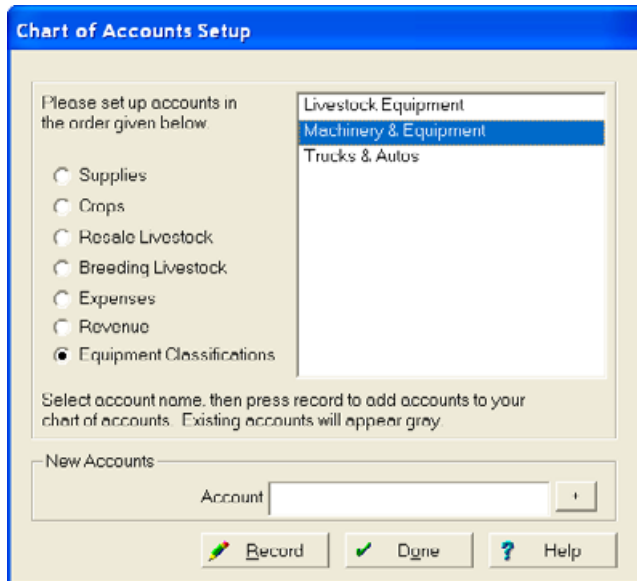 Chart of Accounts Setup
Please set up accounts in
the order given below.
Supplies
Crops
Resale Livestock
Breeding Livestock
Expenses
Revenue
Equipment Classifications
Livestock Equipment
Machinery & Equipment
Trucks & Autos
Select account name, then press record to add accounts to your
chart of accounts. Existing accounts will appear gray.
New Accounts
Account
+
Record
Done
? Help